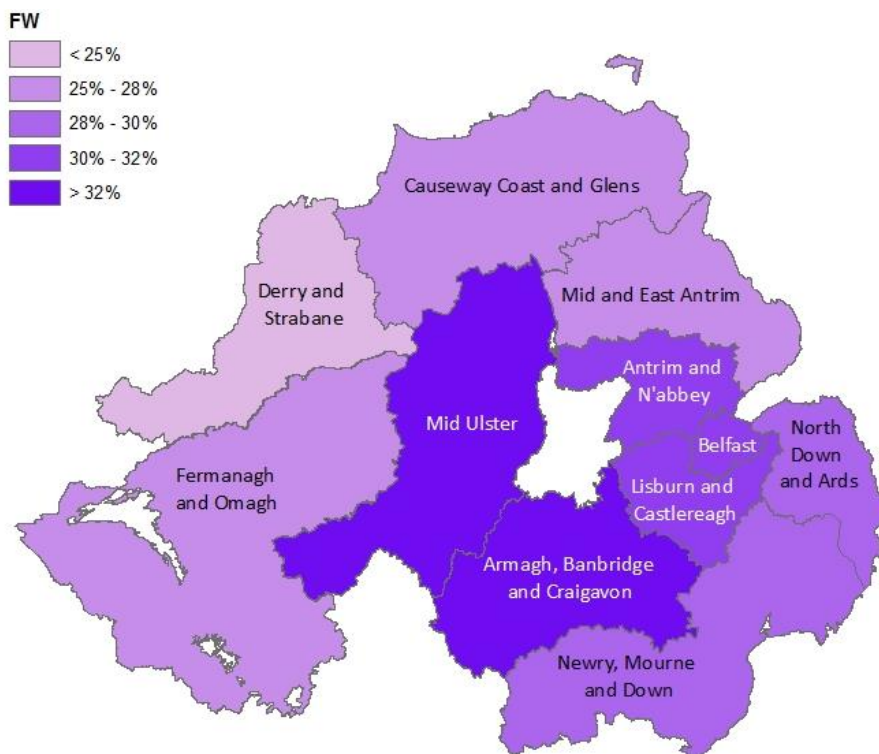 FW
< 25%
25% - 28%
28% - 30%
30% - 32%
> 32%
Causeway Coast and Glens
Derry and
Strabane
Mid and East Antrim
Antrim and
N'abbey
Mid Ulster
Belfast
North
Down
and Ards
Fermanagh
and Omagh
Lisburn and
Castlereagh
Armagh, Banbridge
and Craigavon
Newry, Mourne
and Down